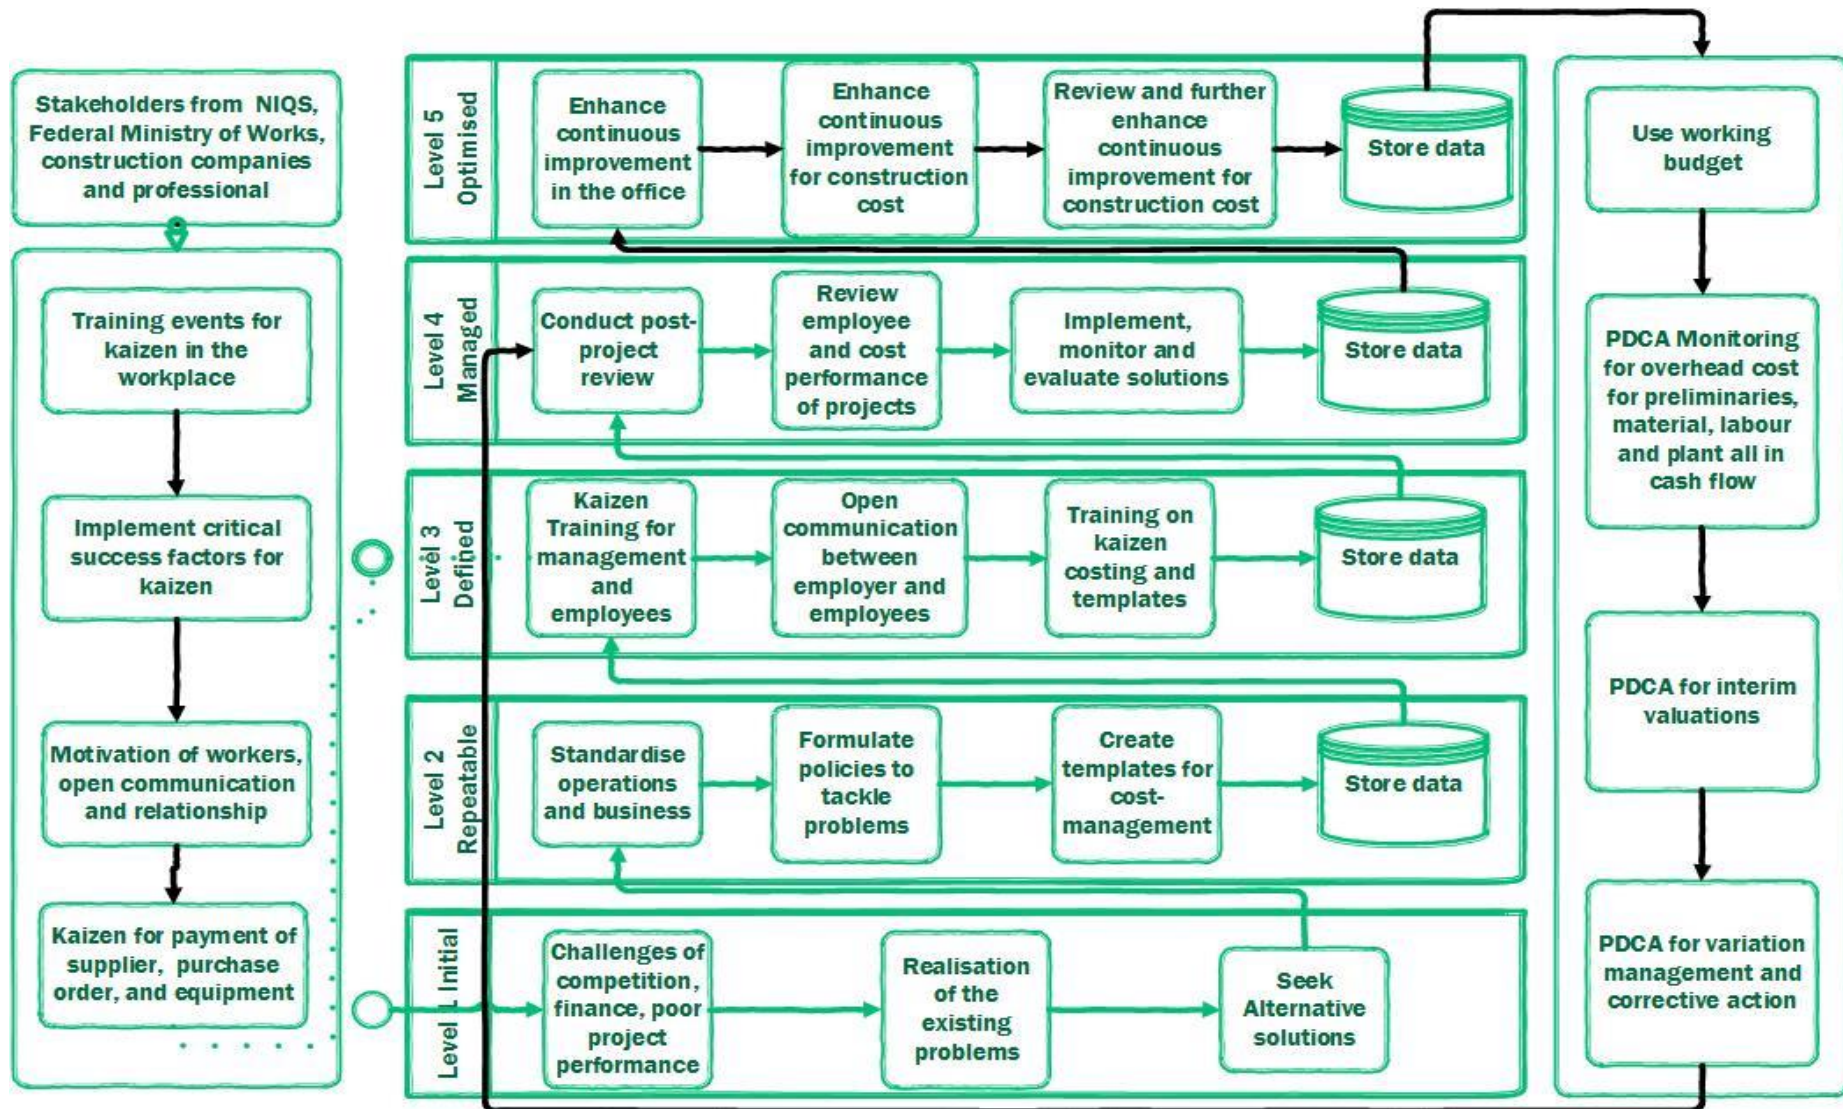 Stakeholders from NIQS,
Federal Ministry of Works,
construction companies
and professional
Training events for
kaizen in the
workplace
Implement critical
success factors for
kaizen
Motivation of workers,
open communication
and relationship
Kaizen for payment of
supplier, purchase
order, and equipment
Level 5
Optimised
Enhance
continuous
improvement
in the office
Enhance
continuous
improvement
for construction
cost
Review and further
enhance
continuous
improvement for
construction cost
Store data
Level 4
Managed
Conduct post-
project
review
Review
employee
and cost
performance
of projects
Implement,
monitor and
evaluate solutions
Store data
Level 3
Defined
Kaizen
Training for
management
and
employees
Open
communication
between
employer and
employees
Training on
kaizen
costing and
templates
Store data
Level 2
Repeatable
Standardise
operations
and business
Formulate
policies to
tackle
problems
Create
templates for
cost-
management
Store data
Level 1 Initial
Challenges of
competition,
finance, poor
project
performance
Realisation
of the
existing
problems
Seek
Alternative
solutions
Use working
budget
PDCA Monitoring
for overhead cost
for preliminaries,
material, labour
and plant all in
cash flow
PDCA for interim
valuations
PDCA for variation
management and
corrective action